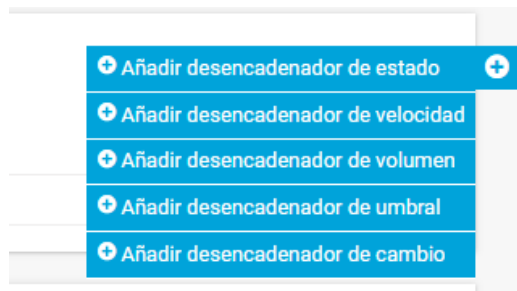 Añadir desencadenador de estado
Añadir desencadenador de velocidad
Añadir desencadenador de volumen
Añadir desencadenador de umbral
Añadir desencadenador de cambio